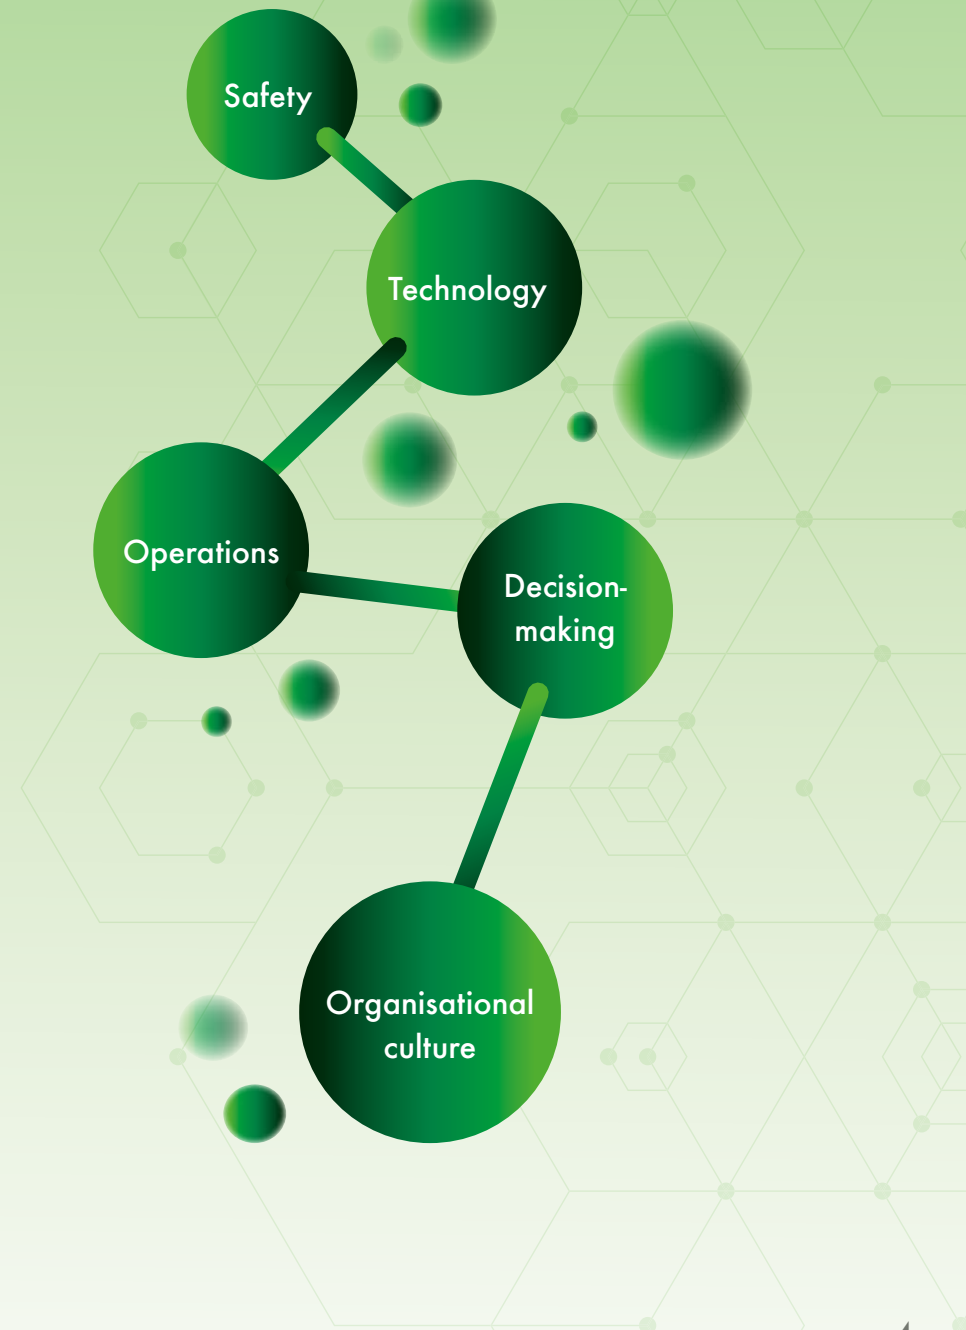 Safety
Technology
Operations
Decision-
making
Organisational
culture